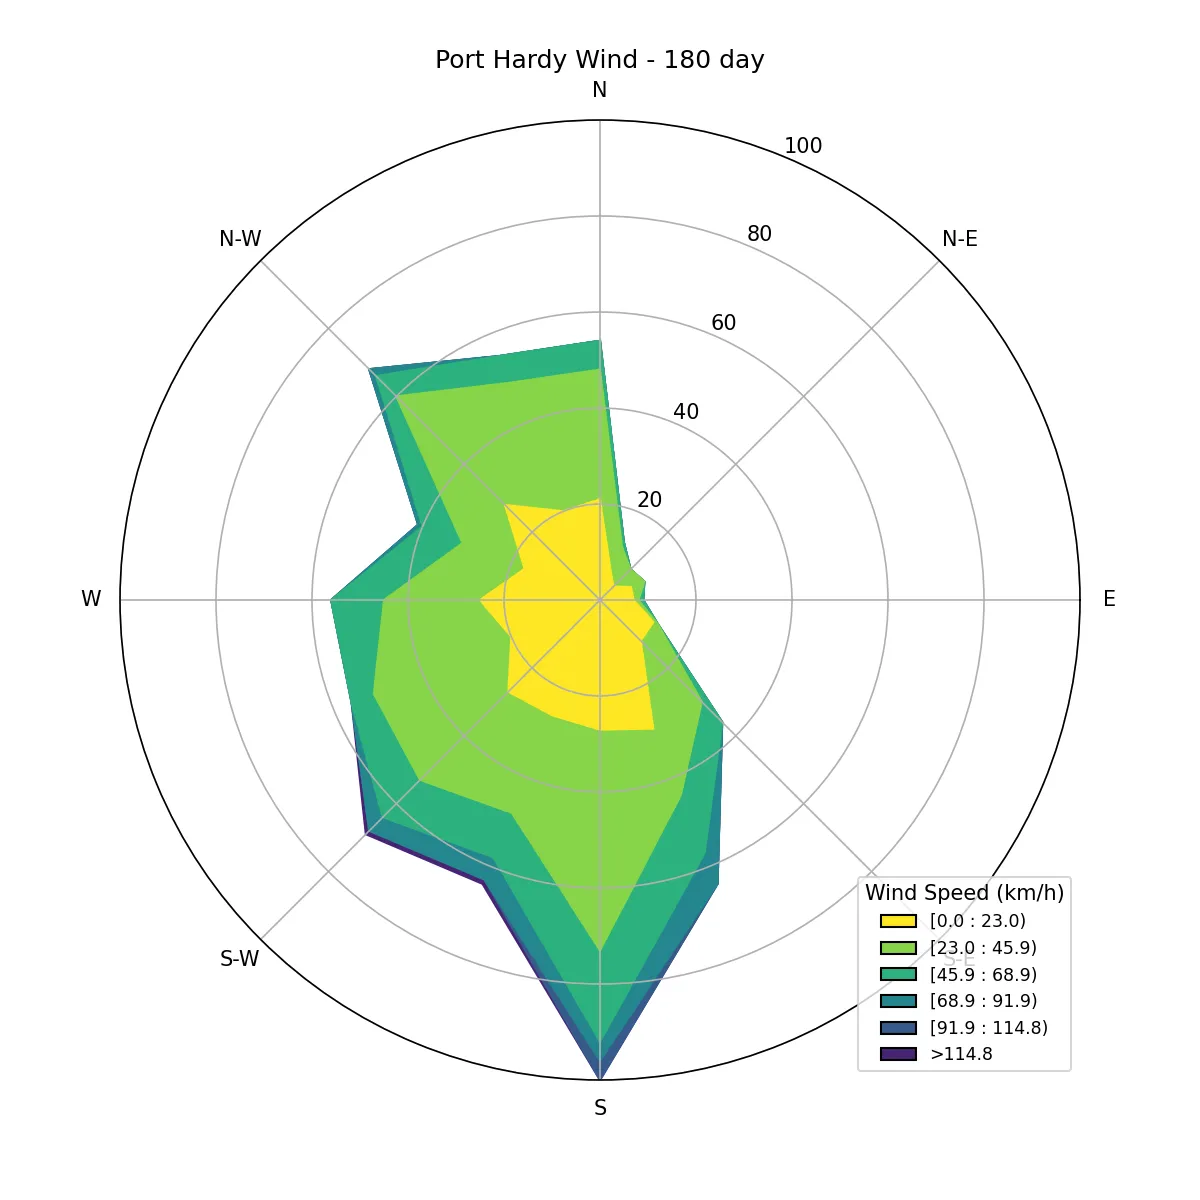 Port Hardy Wind - 180 day
N
100
N-W
80
N-E
60
40
20
W
E
S-W
S-E
Wind Speed (km/h)
[0.0 : 23.0)
[23.0 : 45.9)
[45.9 : 68.9)
[68.9 : 91.9)
[91.9 : 114.8)
>114.8
S